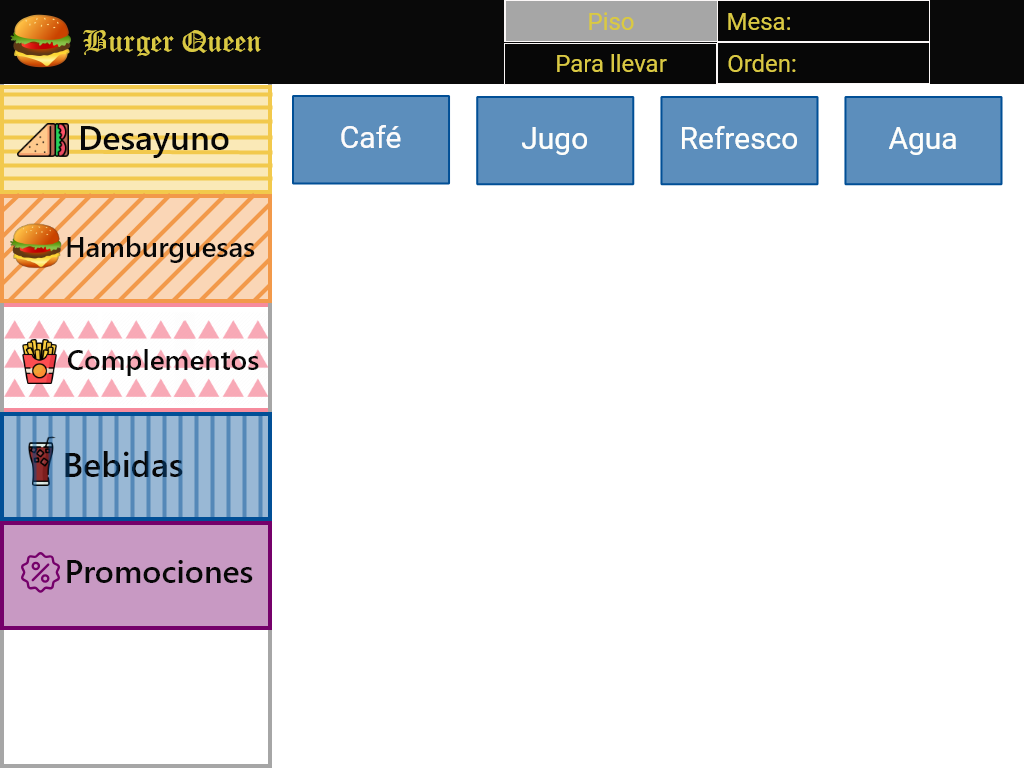 Burger Queen
Piso
Mesa:
Para llevar
Orden:
Desayuno
Hamburguesas
Complementos
Bebidas
Promociones
Café
Jugo
Refresco
Agua